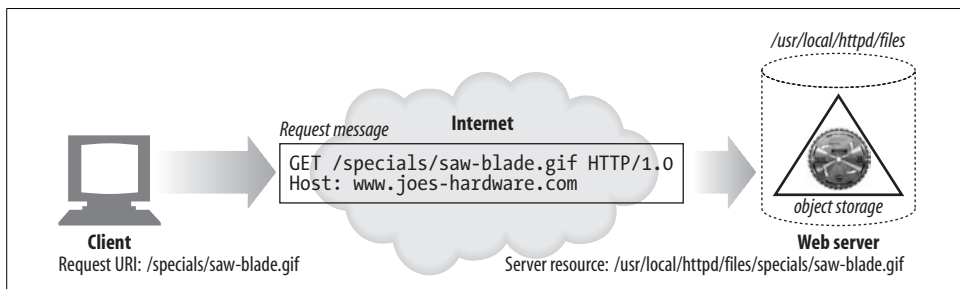 /usr/local/httpd/files
Request message
Internet
GET /specials/saw-blade.gif HTTP/1.0
Host: www.joes-hardware.com
object storage
Client
Web server
Request URI: /specials/saw-blade.gif
Server resource: /usr/local/httpd/files/specials/saw-blade.gif